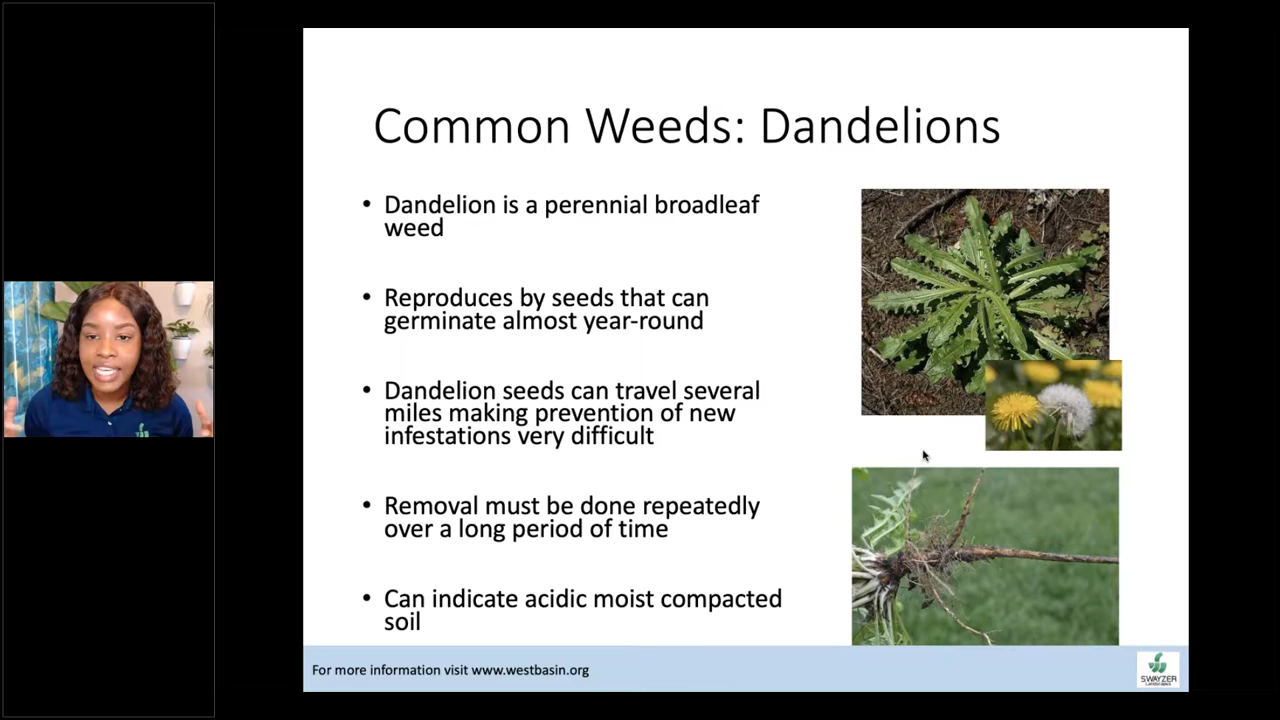 Common Weeds: Dandelions
• Dandelion is a perennial broadleaf
weed
• Reproduces by seeds that can
germinate almost year-round
• Dandelion seeds can travel several
miles making prevention of new
infestations very difficult
• Removal must be done repeatedly
over a long period of time
• Can indicate acidic moist compacted
soil
For more information visit www.westbasin.org
SWAYZER
LANDSCAPES